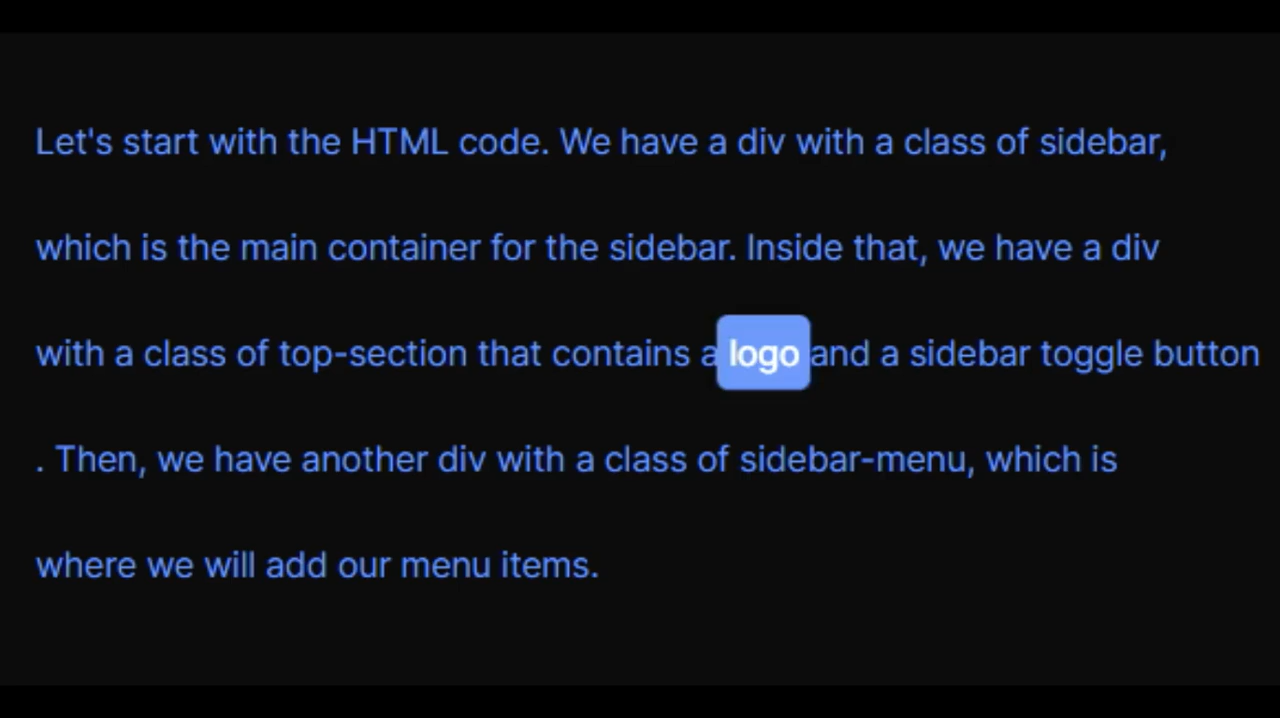 Let's start with the HTML code. We have a div with a class of sidebar,
which is the main container for the sidebar. Inside that, we have a div
with a class of top-section that contains a logo and a sidebar toggle button
. Then, we have another div with a class of sidebar-menu, which is
where we will add our menu items.